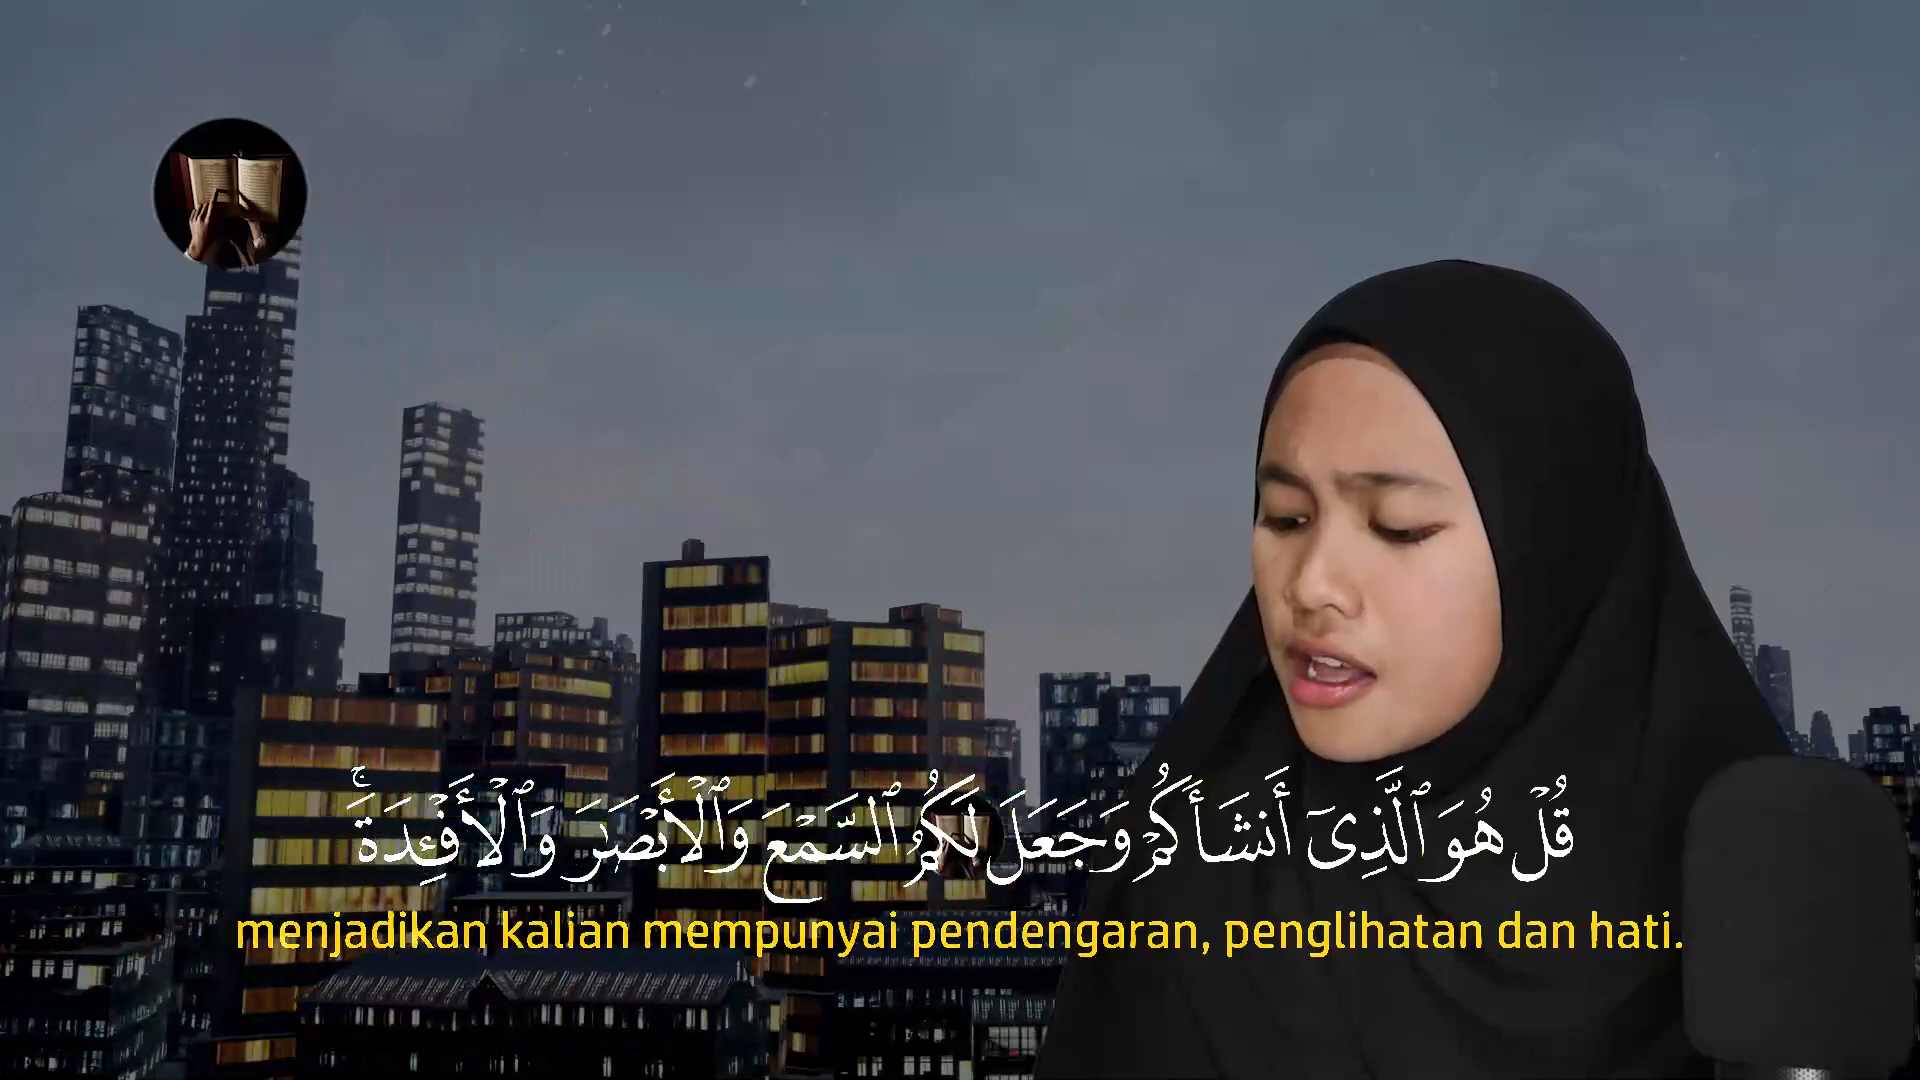 قُلْ هُوَ ٱلَّذِىٓ أَنشَأَكُمْ وَجَعَلَ لَكُمُ ٱلسَّمْعَ وَٱلْأَبْصَٰرَ وَٱلْأَفْـِٔدَةَ ۖ
menjadikan kalian mempunyai pendengaran, penglihatan dan hati.